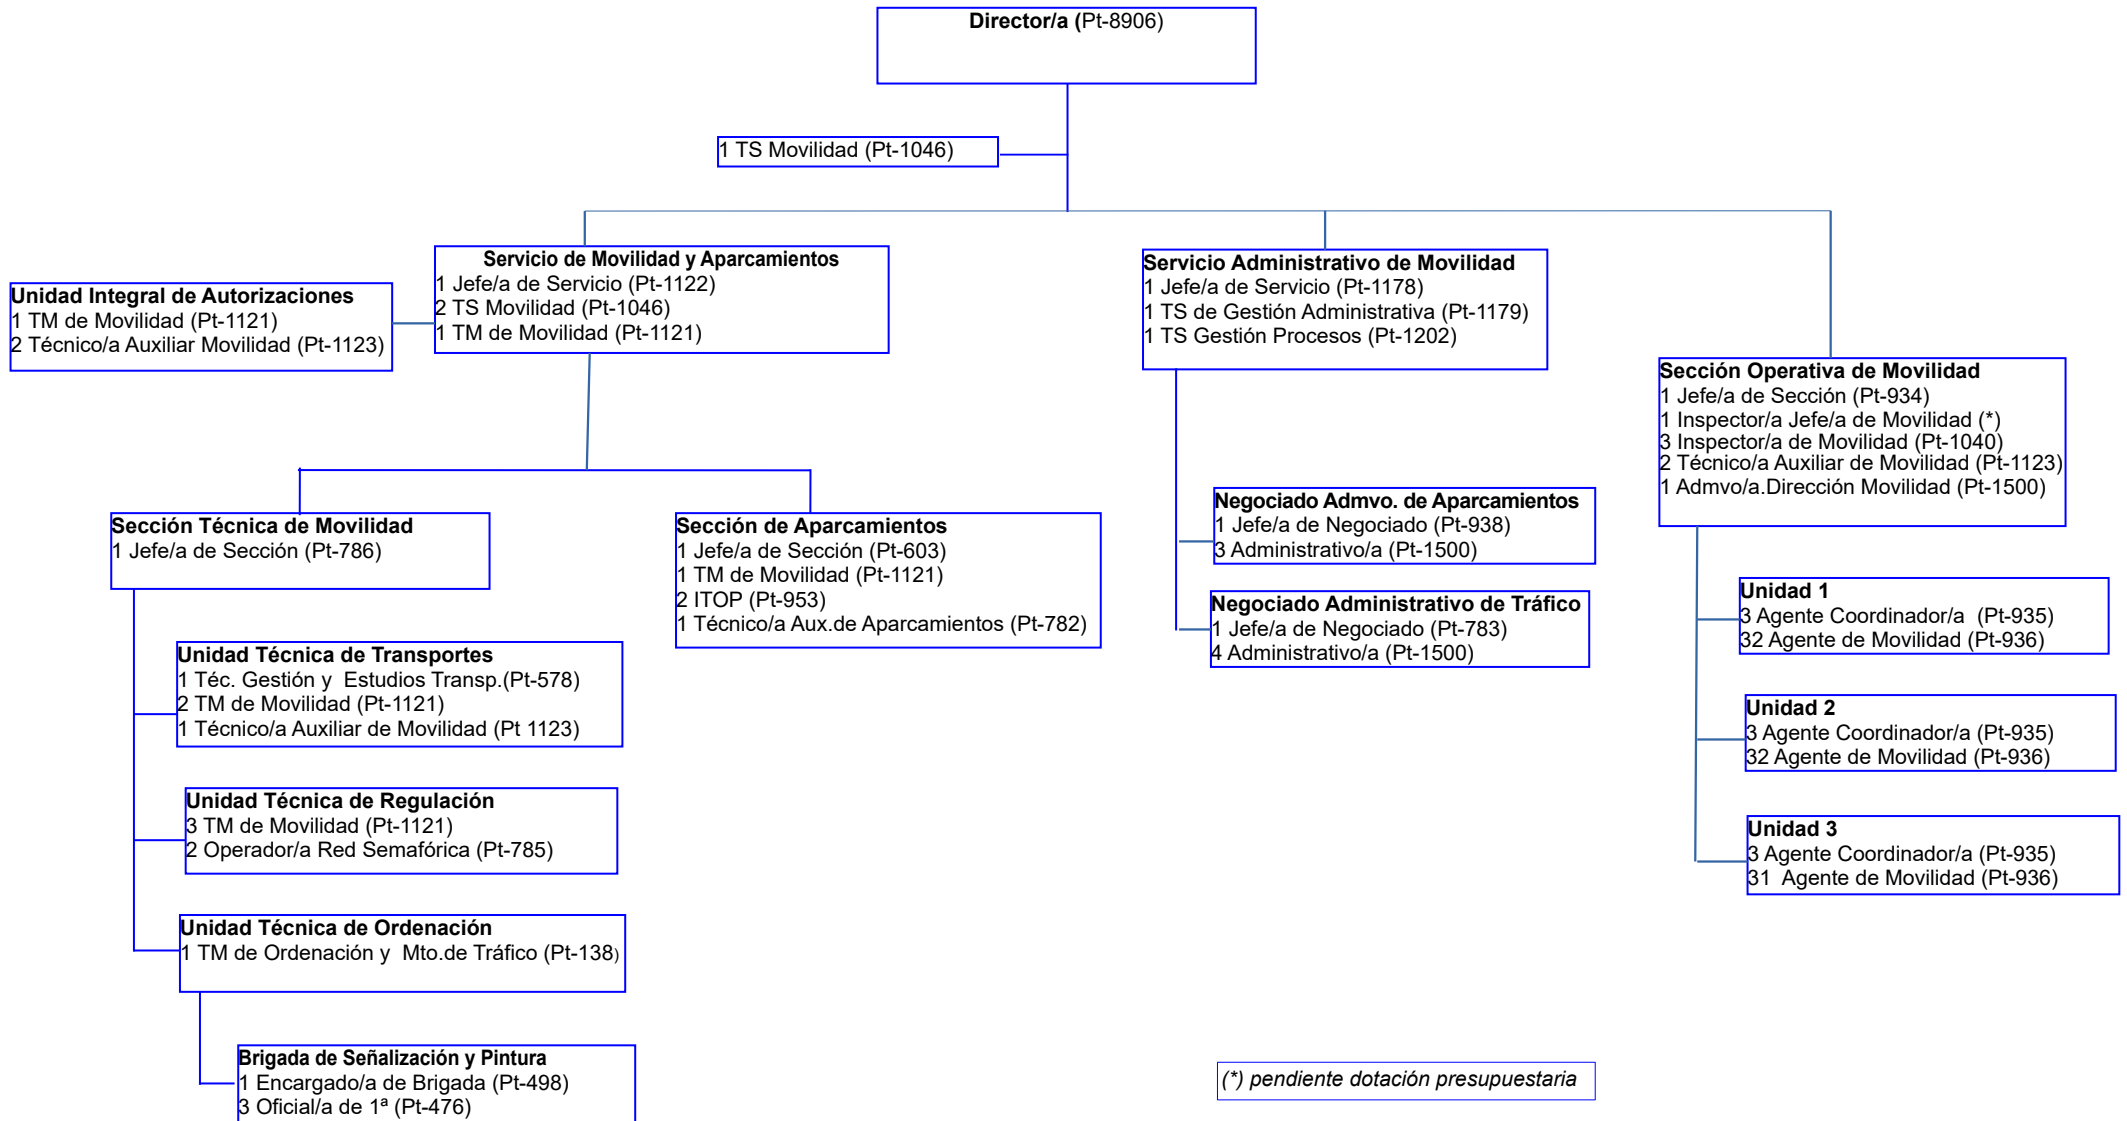 Director/a (Pt-8906)
1 TS Movilidad (Pt-1046)
Servicio de Movilidad y Aparcamientos
1 Jefe/a de Servicio (Pt-1122)
2 TS Movilidad (Pt-1046)
1 TM de Movilidad (Pt-1121)
Unidad Integral de Autorizaciones
1 TM de Movilidad (Pt-1121)
2 Técnico/a Auxiliar Movilidad (Pt-1123)
Servicio Administrativo de Movilidad
1 Jefe/a de Servicio (Pt-1178)
1 TS de Gestión Administrativa (Pt-1179)
1 TS Gestión Procesos (Pt-1202)
Sección Operativa de Movilidad
1 Jefe/a de Sección (Pt-934)
1 Inspector/a Jefe/a de Movilidad (*)
3 Inspector/a de Movilidad (Pt-1040)
2 Técnico/a Auxiliar de Movilidad (Pt-1123)
1 Admvo/a.Dirección Movilidad (Pt-1500)
Sección Técnica de Movilidad
1 Jefe/a de Sección (Pt-786)
Sección de Aparcamientos
1 Jefe/a de Sección (Pt-603)
1 TM de Movilidad (Pt-1121)
2 ITOP (Pt-953)
1 Técnico/a Aux.de Aparcamientos (Pt-782)
Negociado Admvo. de Aparcamientos
1 Jefe/a de Negociado (Pt-938)
3 Administrativo/a (Pt-1500)
Negociado Administrativo de Tráfico
1 Jefe/a de Negociado (Pt-783)
4 Administrativo/a (Pt-1500)
Unidad 1
3 Agente Coordinador/a (Pt-935)
32 Agente de Movilidad (Pt-936)
Unidad 2
3 Agente Coordinador/a (Pt-935)
32 Agente de Movilidad (Pt-936)
Unidad 3
3 Agente Coordinador/a (Pt-935)
31 Agente de Movilidad (Pt-936)
Unidad Técnica de Transportes
1 Téc. Gestión y Estudios Transp.(Pt-578)
2 TM de Movilidad (Pt-1121)
1 Técnico/a Auxiliar de Movilidad (Pt 1123)
Unidad Técnica de Regulación
3 TM de Movilidad (Pt-1121)
2 Operador/a Red Semafórica (Pt-785)
Unidad Técnica de Ordenación
1 TM de Ordenación y Mto.de Tráfico (Pt-138)
Brigada de Señalización y Pintura
1 Encargado/a de Brigada (Pt-498)
3 Oficial/a de 1ª (Pt-476)
(*) pendiente dotación presupuestaria